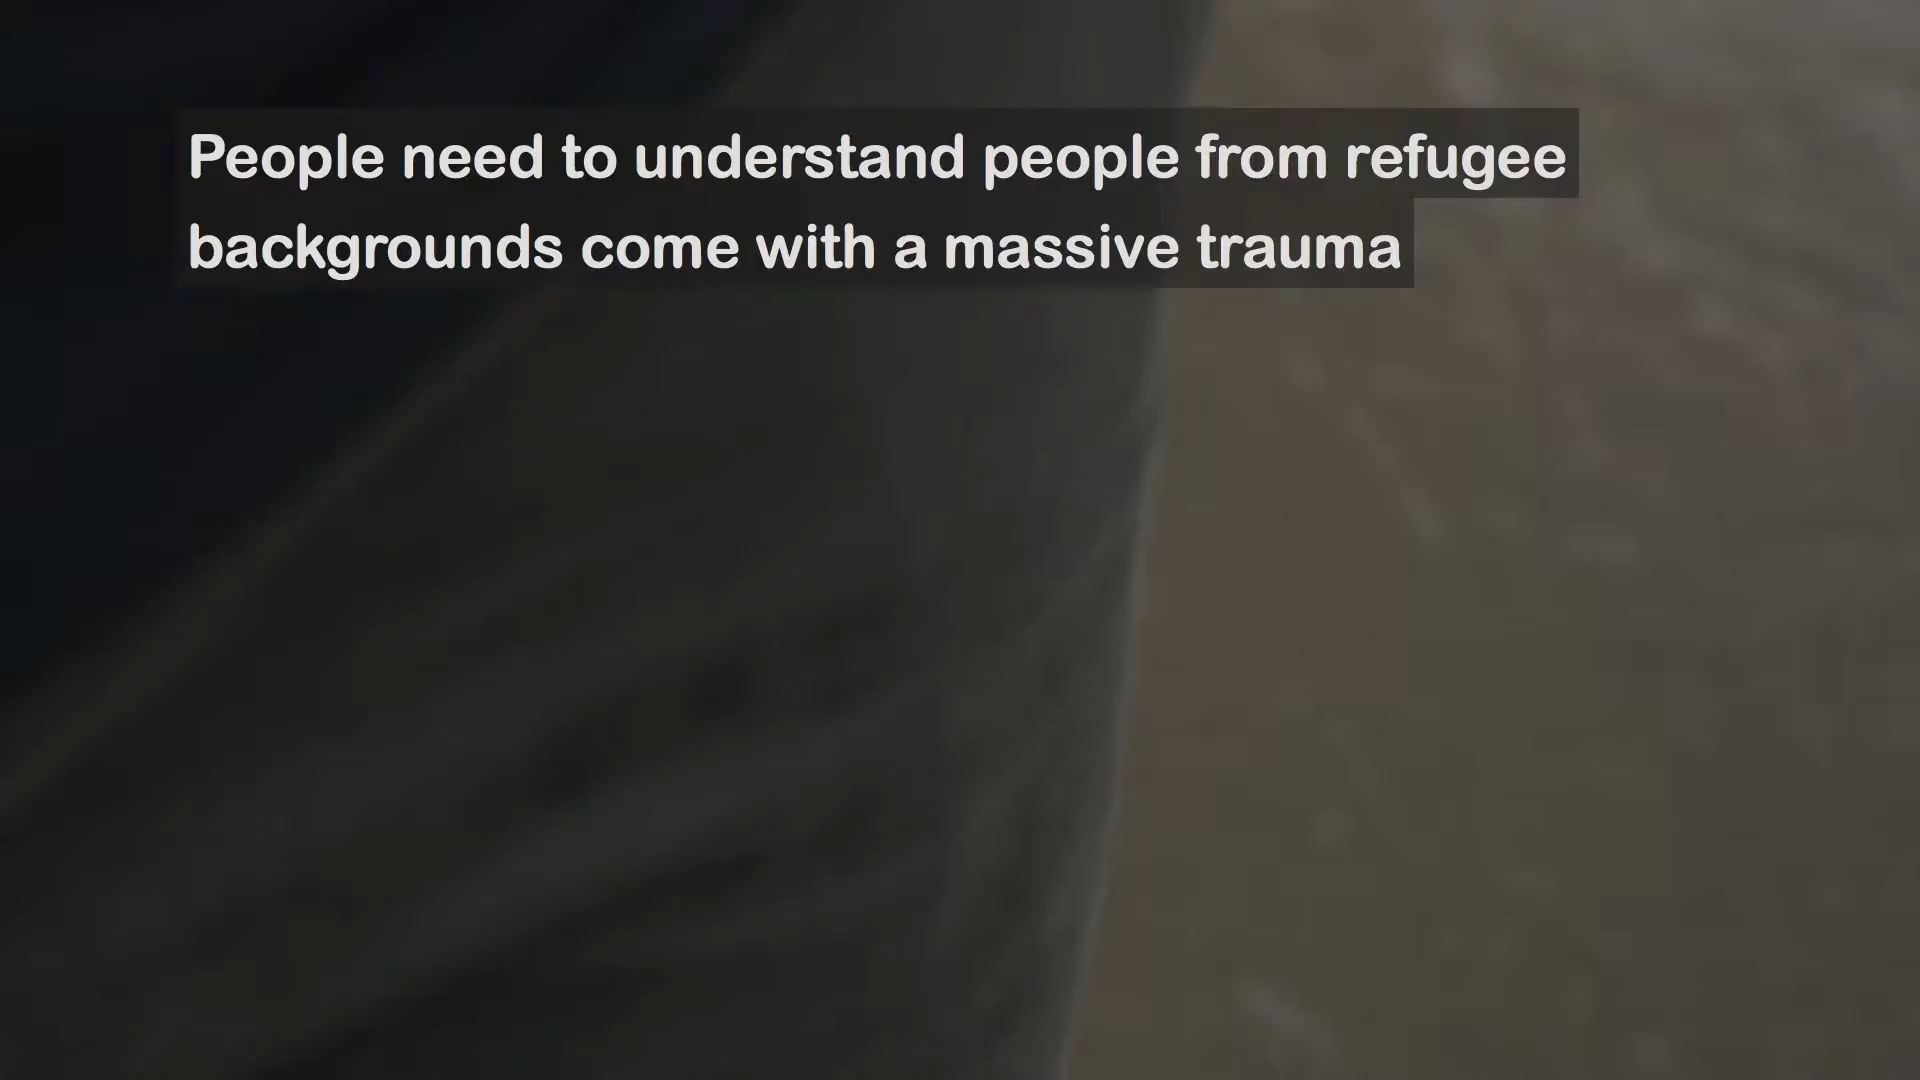 People need to understand people from refugee
backgrounds come with a massive trauma